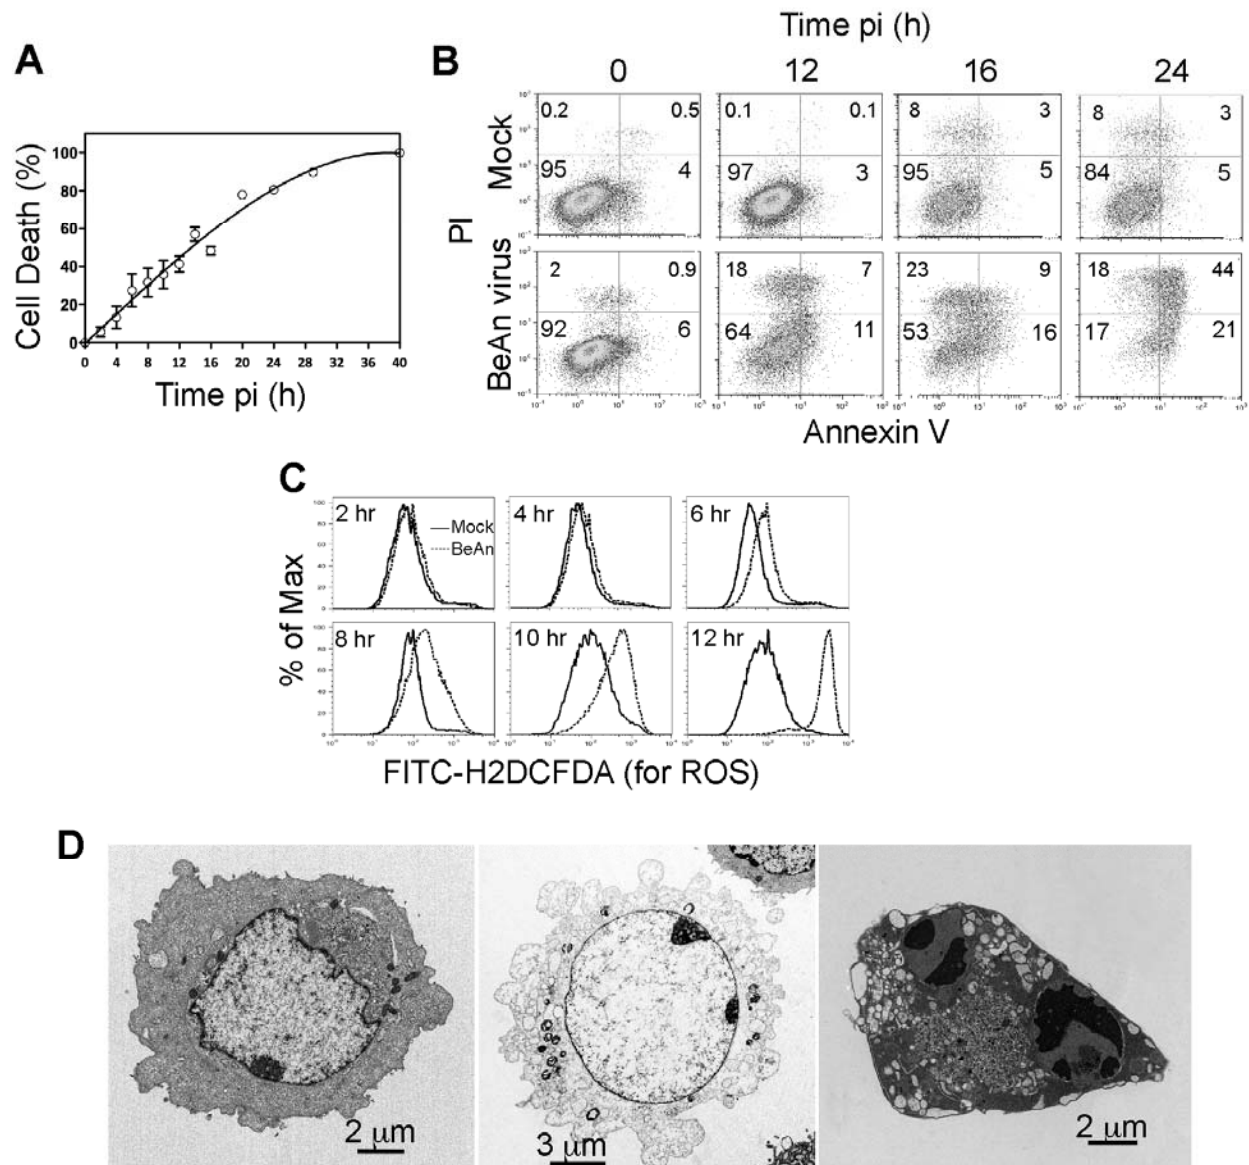 A
100
80
60
40
20
0
Cell Death (%)
0 4 8 12 16 20 24 28 32 36 40
Time pi (h)
B
Time pi (h)
0 12 16 24
PI
Mock
0.2 0.5 0.1 0.1 8 3 8 3
95 4 97 3 95 5 84 5
BeAn virus
2 0.9 18 7 23 9 18 44
92 6 64 11 53 16 17 21
Annexin V
C
% of Max
2 hr
Mock
BeAn
4 hr
6 hr
8 hr
10 hr
12 hr
FITC-H2DCFDA (for ROS)
D
2 μm
3 μm
2 μm